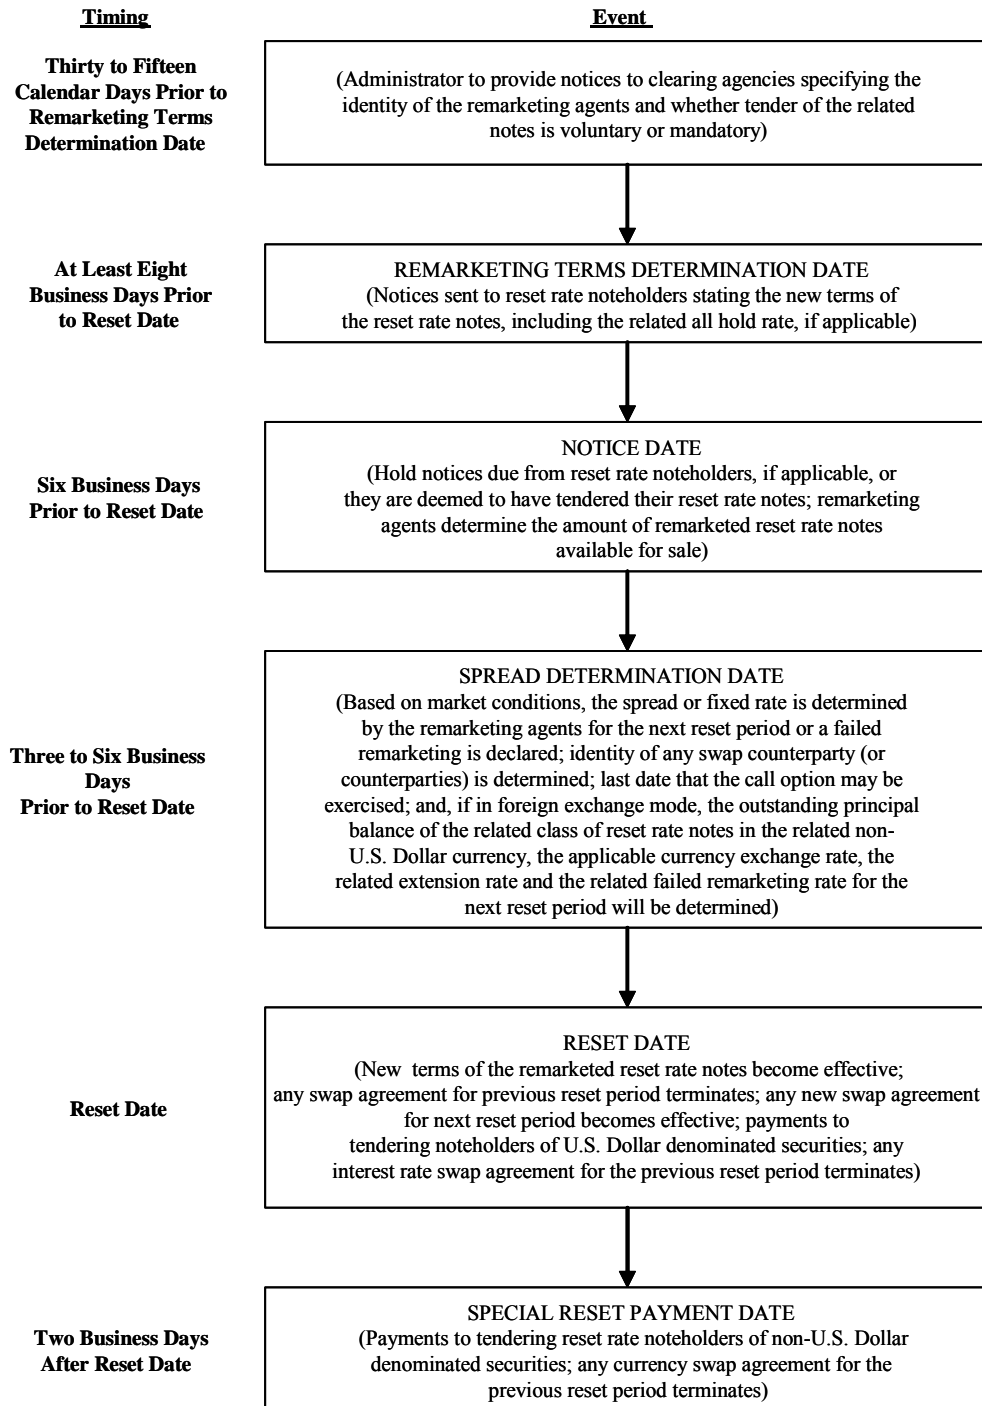 Timing
Event
Thirty to Fifteen
Calendar Days Prior to
Remarketing Terms
Determination Date
(Administrator to provide notices to clearing agencies specifying the
identity of the remarketing agents and whether tender of the related
notes is voluntary or mandatory)
At Least Eight
Business Days Prior
to Reset Date
REMARKETING TERMS DETERMINATION DATE
(Notices sent to reset rate noteholders stating the new terms of
the reset rate notes, including the related all hold rate, if applicable)
Six Business Days
Prior to Reset Date
NOTICE DATE
(Hold notices due from reset rate noteholders, if applicable, or
they are deemed to have tendered their reset rate notes; remarketing
agents determine the amount of remarketed reset rate notes
available for sale)
Three to Six Business
Days
Prior to Reset Date
SPREAD DETERMINATION DATE
(Based on market conditions, the spread or fixed rate is determined
by the remarketing agents for the next reset period or a failed
remarketing is declared; identity of any swap counterparty (or
counterparties) is determined; last date that the call option may be
exercised; and, if in foreign exchange mode, the outstanding principal
balance of the related class of reset rate notes in the related non-
U.S. Dollar currency, the applicable currency exchange rate, the
related extension rate and the related failed remarketing rate for the
next reset period will be determined)
Reset Date
RESET DATE
(New terms of the remarketed reset rate notes become effective;
any swap agreement for previous reset period terminates; any new swap agreement
for next reset period becomes effective; payments to
tendering noteholders of U.S. Dollar denominated securities; any
interest rate swap agreement for the previous reset period terminates)
Two Business Days
After Reset Date
SPECIAL RESET PAYMENT DATE
(Payments to tendering reset rate noteholders of non-U.S. Dollar
denominated securities; any currency swap agreement for the
previous reset period terminates)